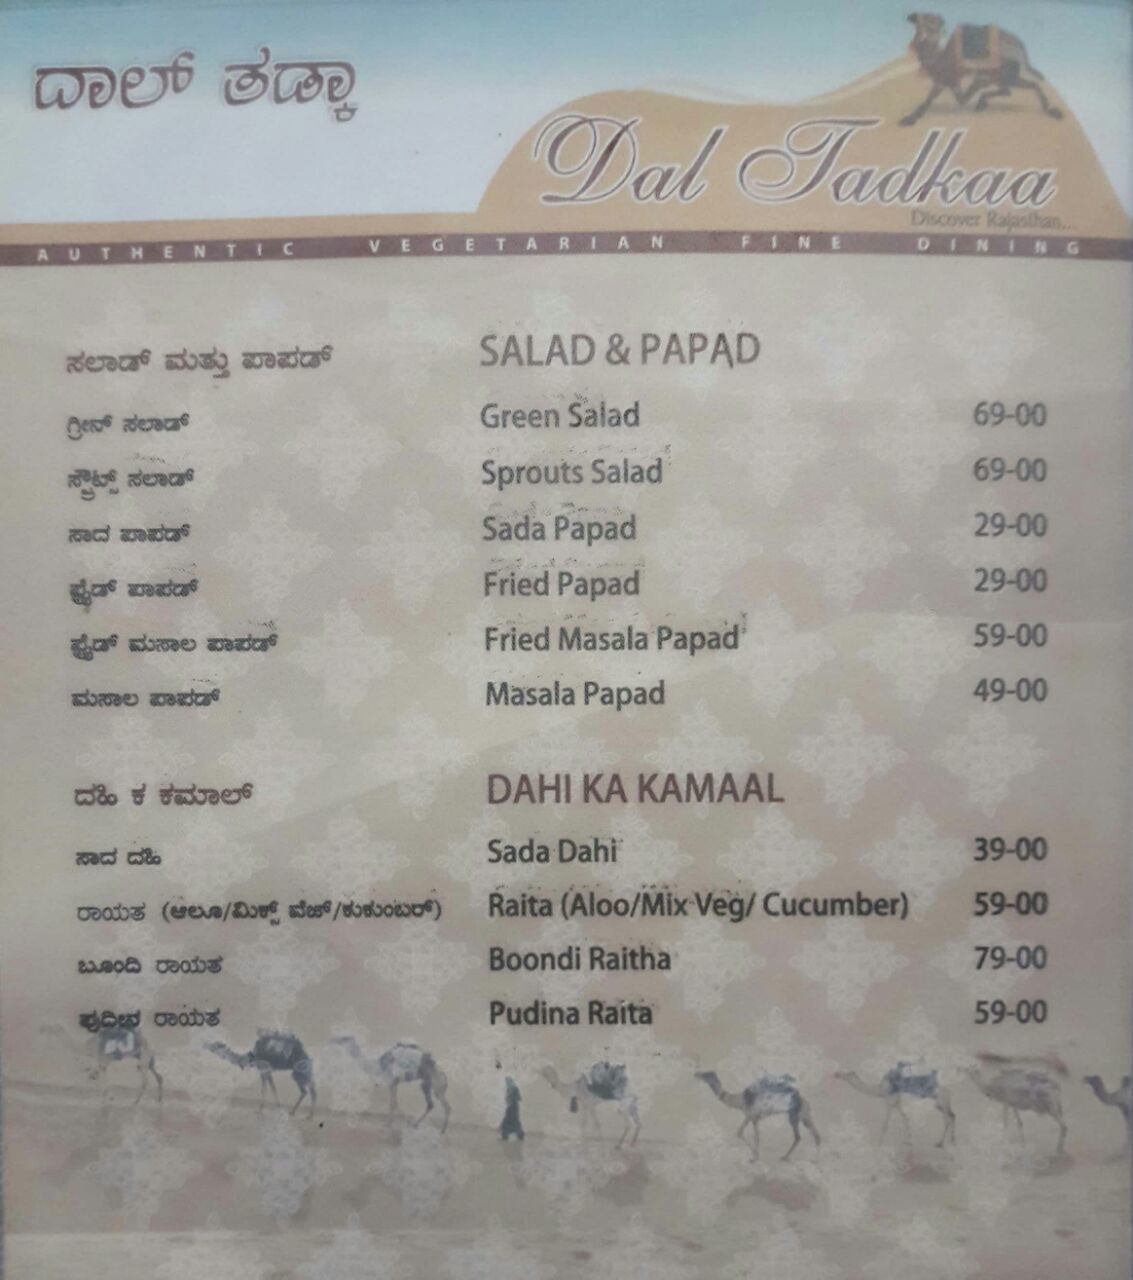 ದಾಲ್ ತಡ್ಕಾ
Dal Tadkaa
Discover Rajasthan...
AUTHENTIC VEGETARIAN FINE DINING
ಸಲಾಡ್ ಮತ್ತು ಪಾಪಡ್ SALAD & PAPAD
ಗ್ರೀನ್ ಸಲಾಡ್ Green Salad 69-00
ಸ್ಪ್ರೌಟ್ಸ್ ಸಲಾಡ್ Sprouts Salad 69-00
ಸಾದ ಪಾಪಡ್ Sada Papad 29-00
ಫ್ರೈಡ್ ಪಾಪಡ್ Fried Papad 29-00
ಫ್ರೈಡ್ ಮಸಾಲ ಪಾಪಡ್ Fried Masala Papad 59-00
ಮಸಾಲ ಪಾಪಡ್ Masala Papad 49-00
ದಹಿ ಕ ಕಮಾಲ್ DAHI KA KAMAAL
ಸಾದ ದಹಿ Sada Dahi 39-00
ರಾಯತ (ಆಲೂ/ಮಿಕ್ಸ್ ವೆಜ್/ಕುಕುಂಬರ್) Raita (Aloo/Mix Veg/ Cucumber) 59-00
ಬೂಂದಿ ರಾಯತ Boondi Raitha 79-00
ಪುದೀನ ರಾಯತ Pudina Raita 59-00